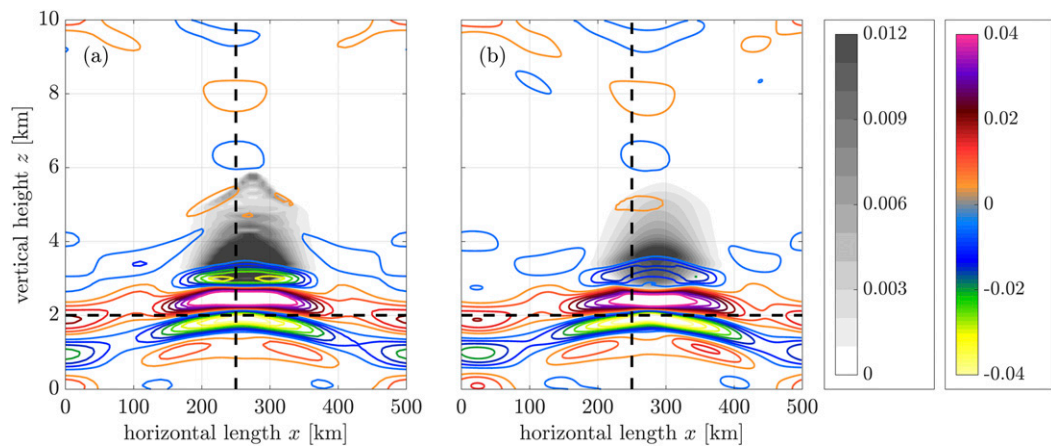 10
8
6
4
2
0
vertical height z [km]
(a)
0 100 200 300 400 500
horizontal length x [km]
(b)
0 100 200 300 400 500
horizontal length x [km]
0.012
0.009
0.006
0.003
0
0.04
0.02
0
-0.02
-0.04